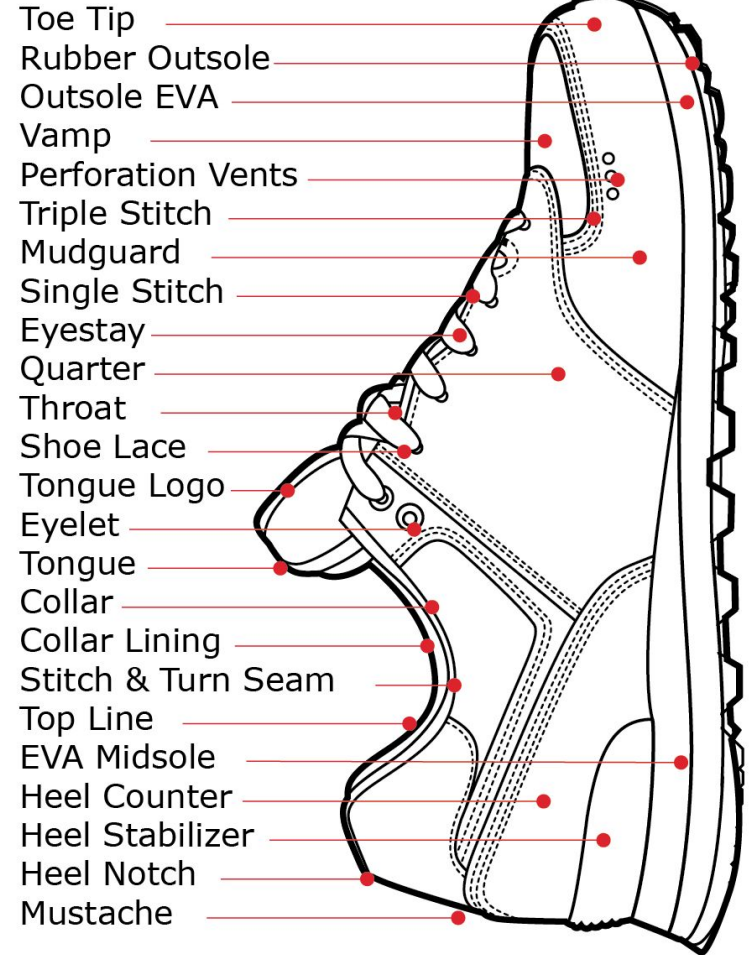 Toe Tip
Rubber Outsole
Outsole EVA
Vamp
Perforation Vents
Triple Stitch
Mudguard
Single Stitch
Eyestay
Quarter
Throat
Shoe Lace
Tongue Logo
Eyelet
Tongue
Collar
Collar Lining
Stitch & Turn Seam
Top Line
EVA Midsole
Heel Counter
Heel Stabilizer
Heel Notch
Mustache